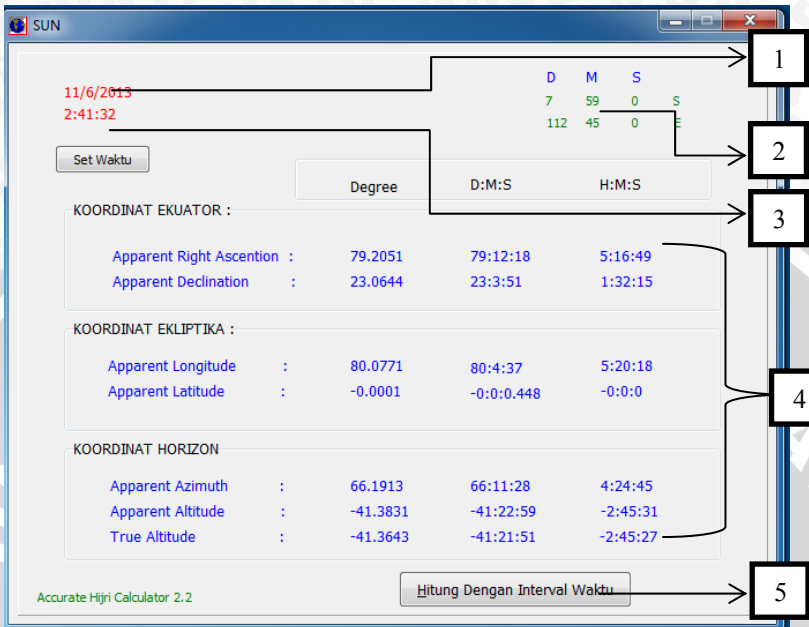 SUN
1
11/6/2013
D M S
7 59 0 S
2:41:32
112 45 0 E
2
Set Waktu
Degree D:M:S H:M:S
3
KOORDINAT EKUATOR :
Apparent Right Ascention : 79.2051 79:12:18 5:16:49
Apparent Declination : 23.0644 23:3:51 1:32:15
KOORDINAT EKLIPTIKA :
Apparent Longitude : 80.0771 80:4:37 5:20:18
Apparent Latitude : -0.0001 -0:0:0.448 -0:0:0
4
KOORDINAT HORIZON
Apparent Azimuth : 66.1913 66:11:28 4:24:45
Apparent Altitude : -41.3831 -41:22:59 -2:45:31
True Altitude : -41.3643 -41:21:51 -2:45:27
Hitung Dengan Interval Waktu
5
Accurate Hijri Calculator 2.2